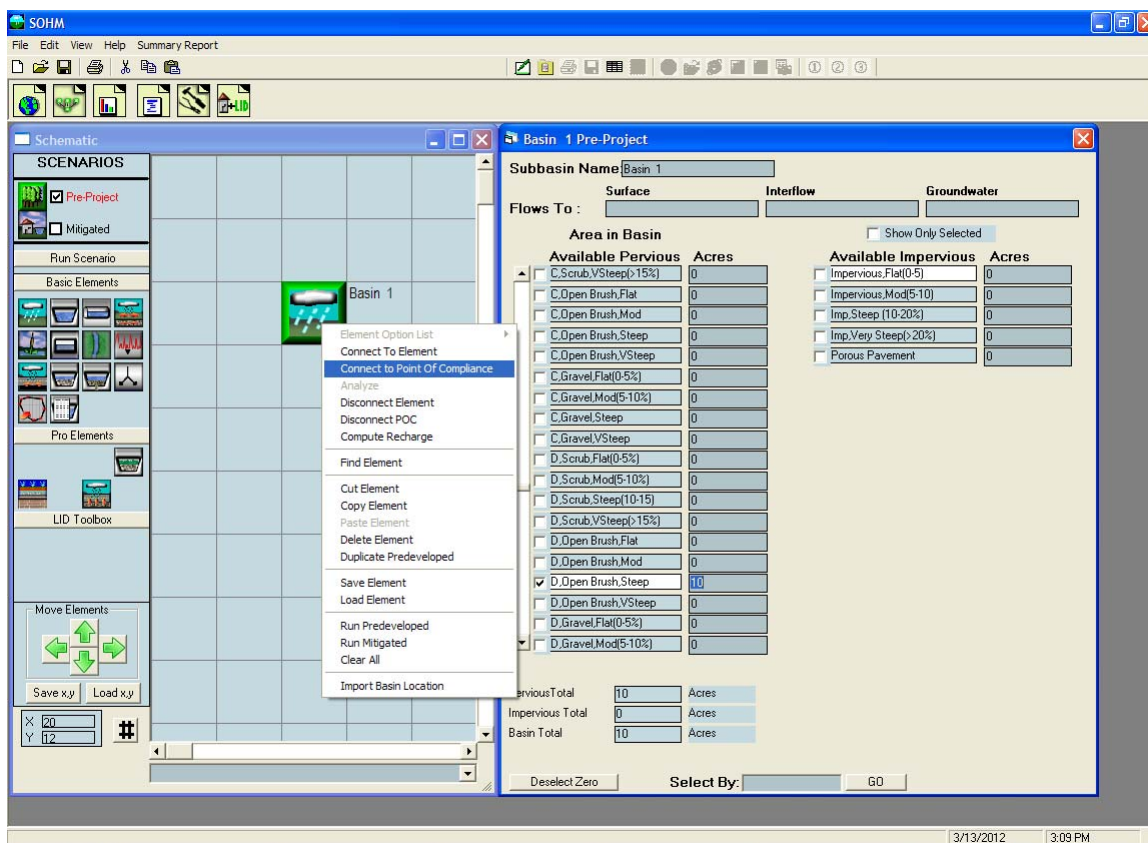 SOHM
File Edit View Help Summary Report
Schematic
SCENARIOS
Pre-Project
Mitigated
Run Scenario
Basic Elements
Pro Elements
LID Toolbox
Move Elements
Save x,y Load x,y
X 20
Y 12
#
+LID
Basin 1
Element Option List
Connect To Element
Connect to Point Of Compliance
Analyze
Disconnect Element
Disconnect POC
Compute Recharge
Find Element
Cut Element
Copy Element
Paste Element
Delete Element
Duplicate Predeveloped
Save Element
Load Element
Run Predeveloped
Run Mitigated
Clear All
Import Basin Location
Basin 1 Pre-Project
Subbasin Name: Basin 1
Surface Interflow Groundwater
Flows To :
Area in Basin Show Only Selected
Available Pervious Acres Available Impervious Acres
C,Scrub,VSteep(>15%) 0 Impervious,Flat(0-5) 0
C,Open Brush,Flat 0 Impervious,Mod(5-10) 0
C,Open Brush,Mod 0 Imp,Steep (10-20%) 0
C,Open Brush,Steep 0 Imp,Very Steep(>20%) 0
C,Open Brush,VSteep 0 Porous Pavement 0
C,Gravel,Flat(0-5%) 0
C,Gravel,Mod(5-10%) 0
C,Gravel,Steep 0
C,Gravel,VSteep 0
D,Scrub,Flat(0-5%) 0
D,Scrub,Mod(5-10%) 0
D,Scrub,Steep(10-15) 0
D,Scrub,VSteep(>15%) 0
D,Open Brush,Flat 0
D,Open Brush,Mod 0
D,Open Brush,Steep 10
D,Open Brush,VSteep 0
D,Gravel,Flat(0-5%) 0
D,Gravel,Mod(5-10%) 0
erviousTotal 10 Acres
Impervious Total 0 Acres
Basin Total 10 Acres
Deselect Zero Select By: GO
3/13/2012 3:09 PM